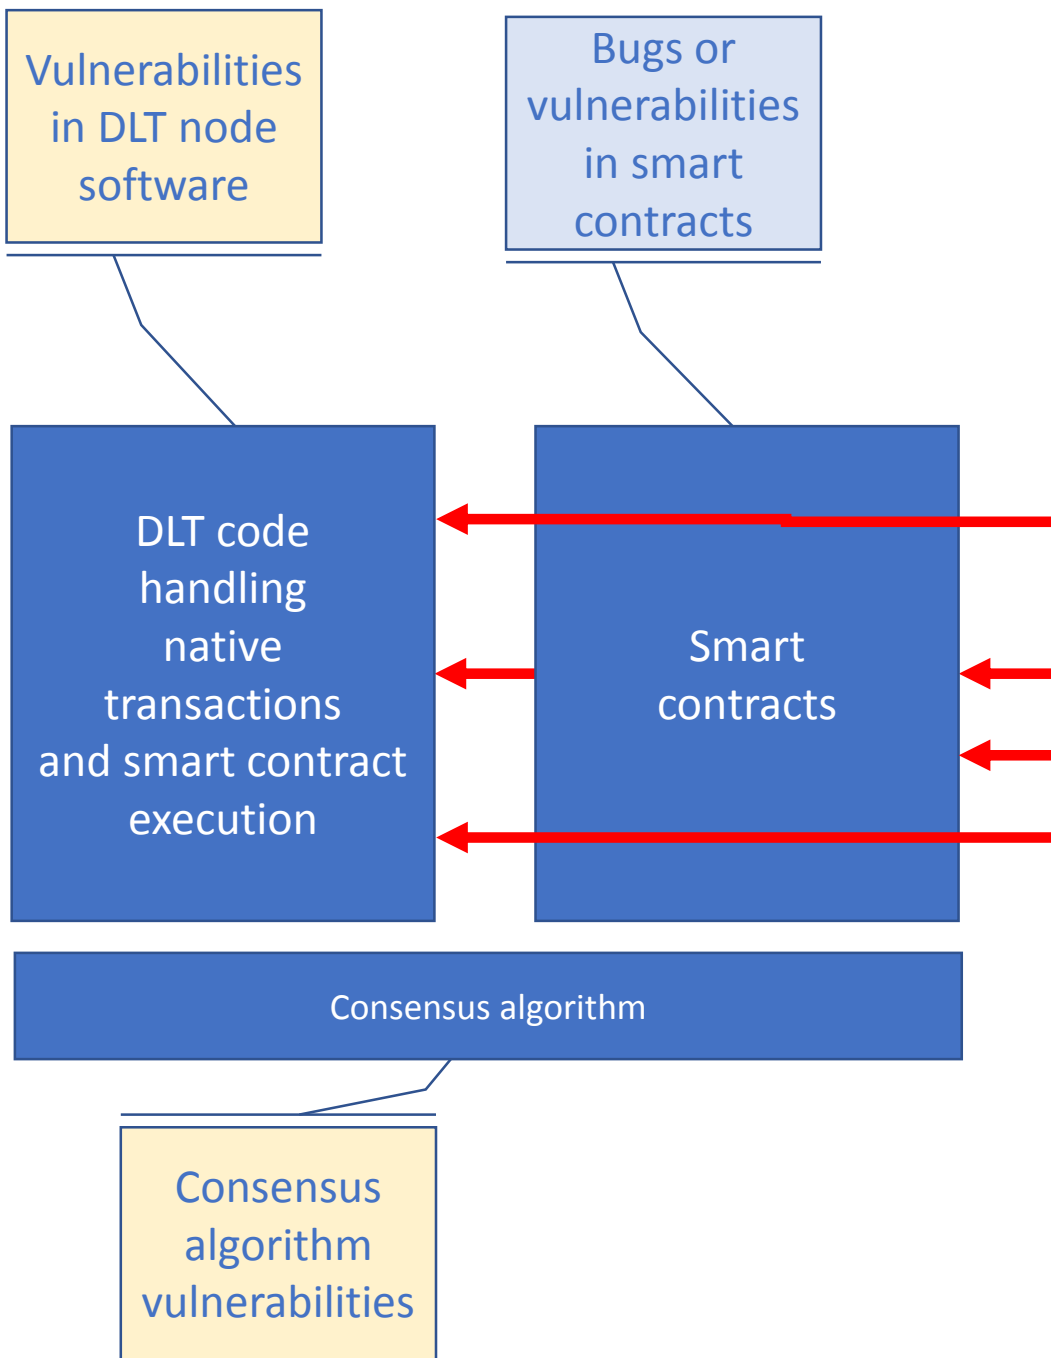 Vulnerabilities
in DLT node
software
Bugs or
vulnerabilities
in smart
contracts
DLT code
handling
native
transactions
and smart contract
execution
Smart
contracts
Consensus algorithm
Consensus
algorithm
vulnerabilities